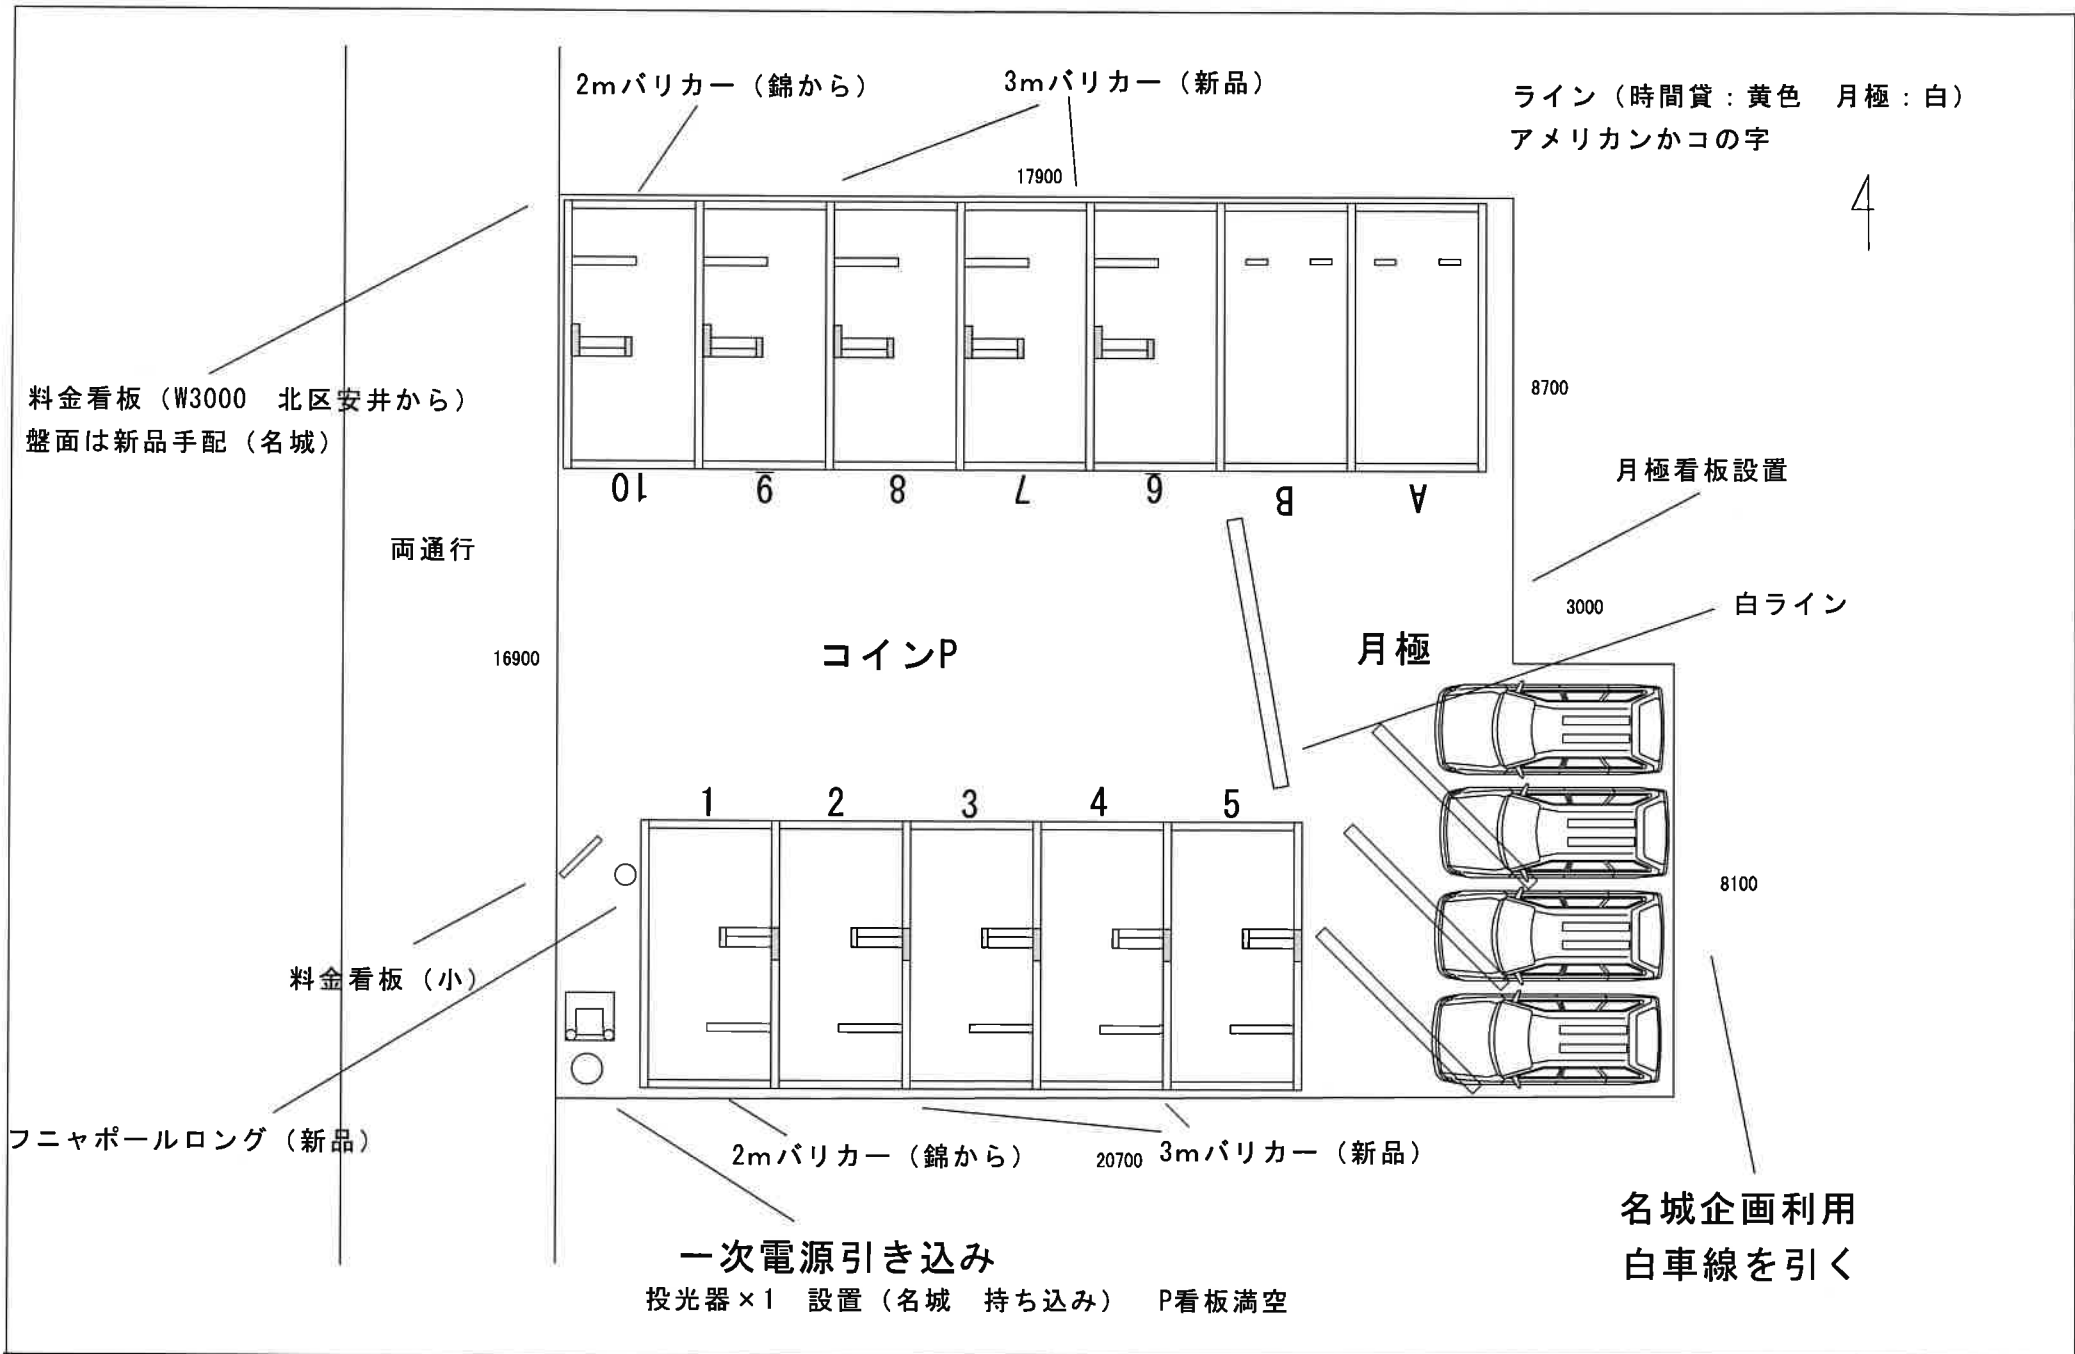 2mバリカー（錦から）
3mバリカー（新品）
ライン（時間貸：黄色　月極：白）
アメリカンかコの字
17900
4
料金看板（W3000　北区安井から）
盤面は新品手配（名城）
8700
10
9
8
7
6
B
A
月極看板設置
両通行
3000
白ライン
コインP
月極
16900
1
2
3
4
5
8100
料金看板（小）
フニャポールロング（新品）
2mバリカー（錦から）
20700
3mバリカー（新品）
名城企画利用
白車線を引く
一次電源引き込み
投光器×1　設置（名城　持ち込み）　P看板満空